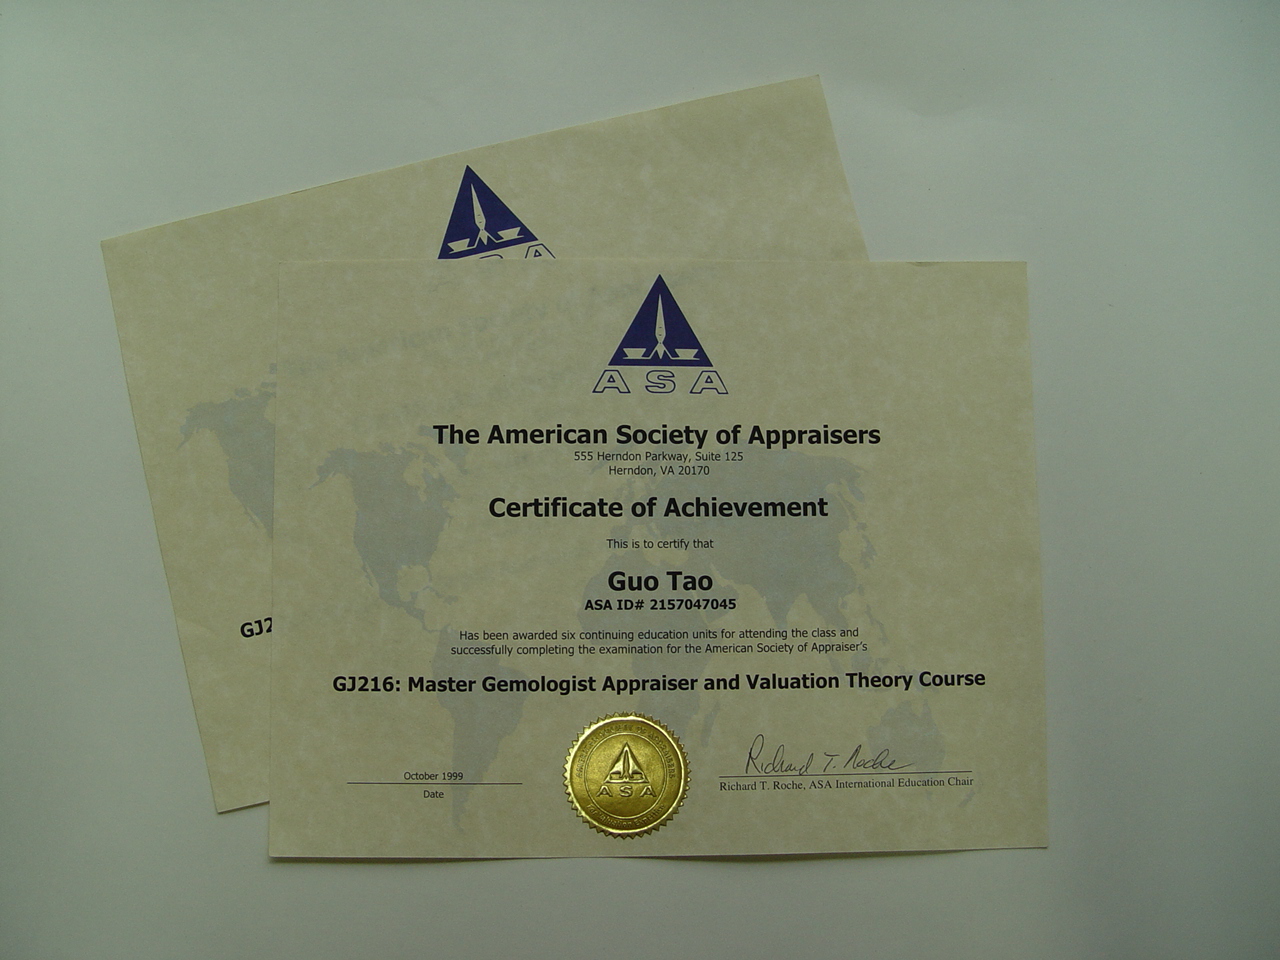 ASA
The American Society of Appraisers
555 Herndon Parkway, Suite 125
Herndon, VA 20170
Certificate of Achievement
This is to certify that
Guo Tao
ASA ID# 2157047045
Has been awarded six continuing education units for attending the class and
successfully completing the examination for the American Society of Appraiser's
GJ216: Master Gemologist Appraiser and Valuation Theory Course
October 1999
Date
ASA
Richard T. Roche
Richard T. Roche, ASA International Education Chair
GJ2